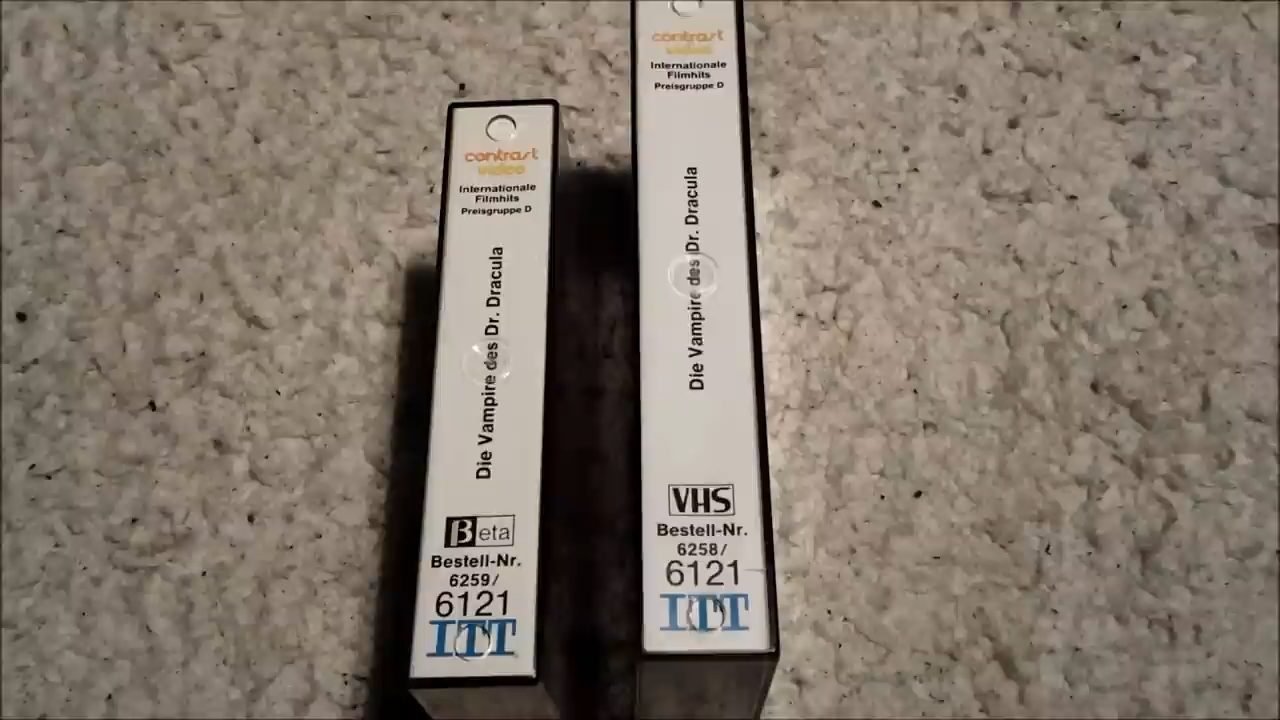 contrast
video
Internationale
Filmhits
Preisgruppe D
Die Vampire des Dr. Dracula
Beta
Bestell-Nr.
6259/
6121
ITT
contrast
video
Internationale
Filmhits
Preisgruppe D
Die Vampire des Dr. Dracula
VHS
Bestell-Nr.
6258/
6121
ITT